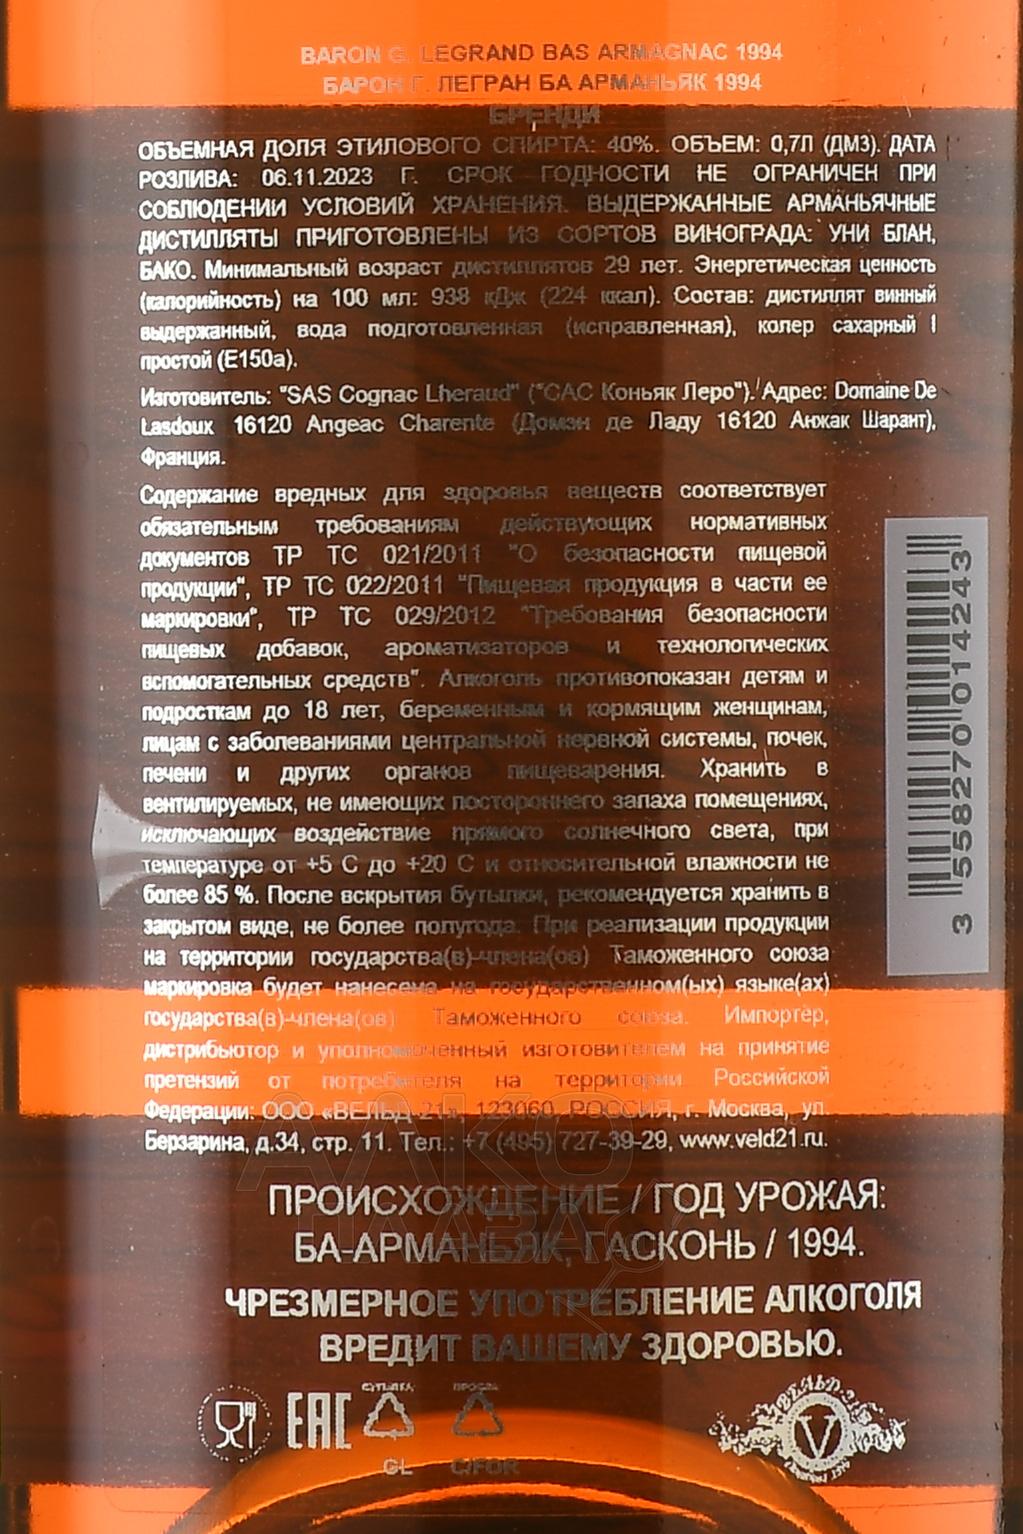 BARON G. LEGRAND BAS ARMAGNAC 1994
БАРОН Г. ЛЕГРАН БА АРМАНЬЯК 1994
БРЕНДИ
ОБЪЕМНАЯ ДОЛЯ ЭТИЛОВОГО СПИРТА: 40%. ОБЪЕМ: 0,7Л (ДМ3). ДАТА
РОЗЛИВА: 06.11.2023 Г. СРОК ГОДНОСТИ НЕ ОГРАНИЧЕН ПРИ
СОБЛЮДЕНИИ УСЛОВИЙ ХРАНЕНИЯ. ВЫДЕРЖАННЫЕ АРМАНЬЯЧНЫЕ
ДИСТИЛЛЯТЫ ПРИГОТОВЛЕНЫ ИЗ СОРТОВ ВИНОГРАДА: УНИ БЛАН,
БАКО. Минимальный возраст дистиллятов 29 лет. Энергетическая ценность
(калорийность) на 100 мл: 938 кДж (224 ккал). Состав: дистиллят винный
выдержанный, вода подготовленная (исправленная), колер сахарный I
простой (Е150а).
Изготовитель: "SAS Cognac Lheraud" ("САС Коньяк Леро"). Адрес: Domaine De
Lasdoux 16120 Angeac Charente (Домэн де Ладу 16120 Анжак Шарант),
Франция.
Содержание вредных для здоровья веществ соответствует
обязательным требованиям действующих нормативных
документов ТР ТС 021/2011 "О безопасности пищевой
продукции", ТР ТС 022/2011 "Пищевая продукция в части ее
маркировки", ТР ТС 029/2012 "Требования безопасности
пищевых добавок, ароматизаторов и технологических
вспомогательных средств". Алкоголь противопоказан детям и
подросткам до 18 лет, беременным и кормящим женщинам,
лицам с заболеваниями центральной нервной системы, почек,
печени и других органов пищеварения. Хранить в
вентилируемых, не имеющих постороннего запаха помещениях,
исключающих воздействие прямого солнечного света, при
температуре от +5 С до +20 С и относительной влажности не
более 85 %. После вскрытия бутылки, рекомендуется хранить в
закрытом виде, не более полугода. При реализации продукции
на территории государства(в)-члена(ов) Таможенного союза
маркировка будет нанесена на государственном(ых) языке(ах)
государства(в)-члена(ов) Таможенного союза. Импортёр,
дистрибьютор и уполномоченный изготовителем на принятие
претензий от потребителя на территории Российской
Федерации: ООО «ВЕЛЬД-21», 123060, РОССИЯ, г. Москва, ул.
Берзарина, д.34, стр. 11. Тел.: +7 (495) 727-39-29, www.veld21.ru.
ПРОИСХОЖДЕНИЕ / ГОД УРОЖАЯ:
БА-АРМАНЬЯК, ГАСКОНЬ / 1994.
ЧРЕЗМЕРНОЕ УПОТРЕБЛЕНИЕ АЛКОГОЛЯ
ВРЕДИТ ВАШЕМУ ЗДОРОВЬЮ.
EAC
БУТЫЛКА
GL
ПРОБКА
C/FOR
ВЕЛЬД-21
V
3 558270 014243
АЛКО
НАЛВА